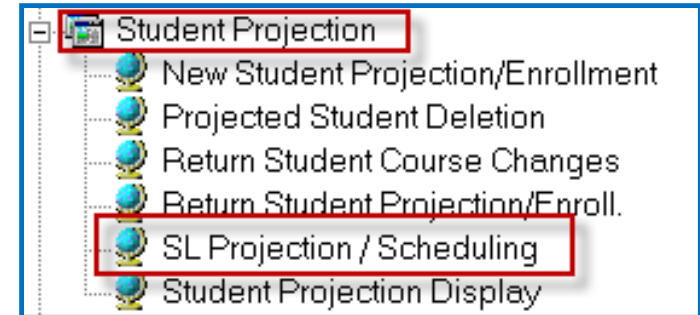 Student Projection
New Student Projection/Enrollment
Projected Student Deletion
Return Student Course Changes
Return Student Projection/Enroll.
SL Projection / Scheduling
Student Projection Display